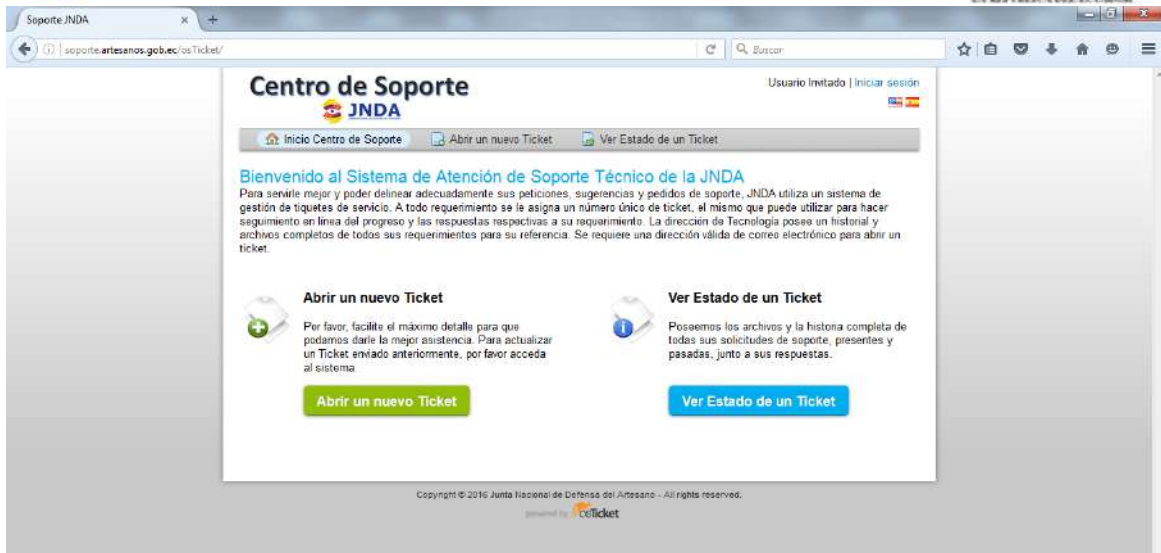 Soporte JNDA
soporte.artesanos.gob.ec/osTicket/
Buscar
Centro de Soporte
JNDA
Usuario Invitado | Iniciar sesión
Inicio Centro de Soporte
Abrir un nuevo Ticket
Ver Estado de un Ticket
Bienvenido al Sistema de Atención de Soporte Técnico de la JNDA
Para servirle mejor y poder delinear adecuadamente sus peticiones, sugerencias y pedidos de soporte, JNDA utiliza un sistema de
gestión de tiquetes de servicio. A todo requerimiento se le asigna un número único de ticket, el mismo que puede utilizar para hacer
seguimiento en línea del progreso y las respuestas respectivas a su requerimiento. La dirección de Tecnología posee un historial y
archivos completos de todos sus requerimientos para su referencia. Se requiere una dirección válida de correo electrónico para abrir un
ticket.
Abrir un nuevo Ticket
Por favor, facilite el máximo detalle para que
podamos darle la mejor asistencia. Para actualizar
un Ticket enviado anteriormente, por favor acceda
al sistema
Abrir un nuevo Ticket
Ver Estado de un Ticket
Poseemos los archivos y la historia completa de
todas sus solicitudes de soporte, presentes y
pasadas, junto a sus respuestas.
Ver Estado de un Ticket
Copyright © 2016 Junta Nacional de Defensa del Artesano - All rights reserved.
powered by osTicket